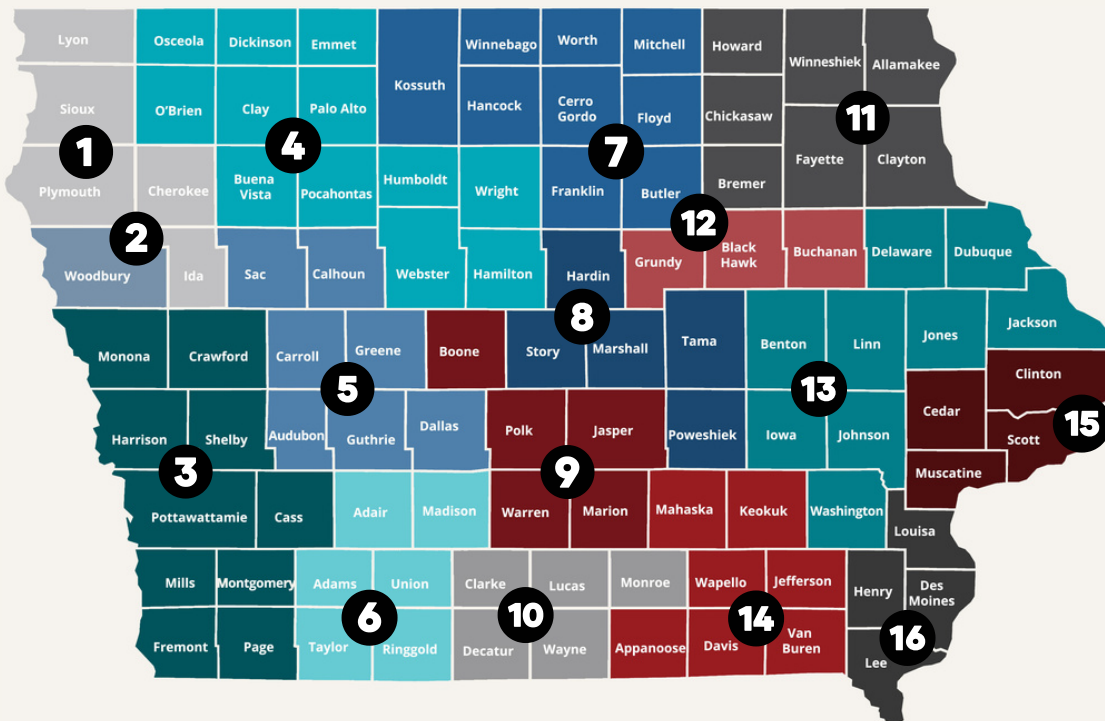 Lyon
Osceola
Dickinson
Emmet
Kossuth
Winnebago
Worth
Mitchell
Howard
Winneshiek
Allamakee
Sioux
O'Brien
Clay
Palo Alto
Hancock
Cerro
Gordo
Floyd
Chickasaw
1
4
7
11
Plymouth
Cherokee
Buena
Vista
Pocahontas
Humboldt
Wright
Franklin
Butler
Bremer
Fayette
Clayton
2
12
Woodbury
Ida
Sac
Calhoun
Webster
Hamilton
Hardin
Grundy
Black
Hawk
Buchanan
Delaware
Dubuque
8
Monona
Crawford
Carroll
Greene
Boone
Story
Marshall
Tama
Benton
Linn
Jones
Jackson
Clinton
5
13
15
Harrison
Shelby
Audubon
Guthrie
Dallas
Polk
Jasper
Poweshiek
Iowa
Johnson
Cedar
Scott
3
9
Muscatine
Pottawattamie
Cass
Adair
Madison
Warren
Marion
Mahaska
Keokuk
Washington
Louisa
Mills
Montgomery
Adams
Union
Clarke
Lucas
Monroe
Wapello
Jefferson
Henry
Des
Moines
6
10
14
16
Fremont
Page
Taylor
Ringgold
Decatur
Wayne
Appanoose
Davis
Van
Buren
Lee